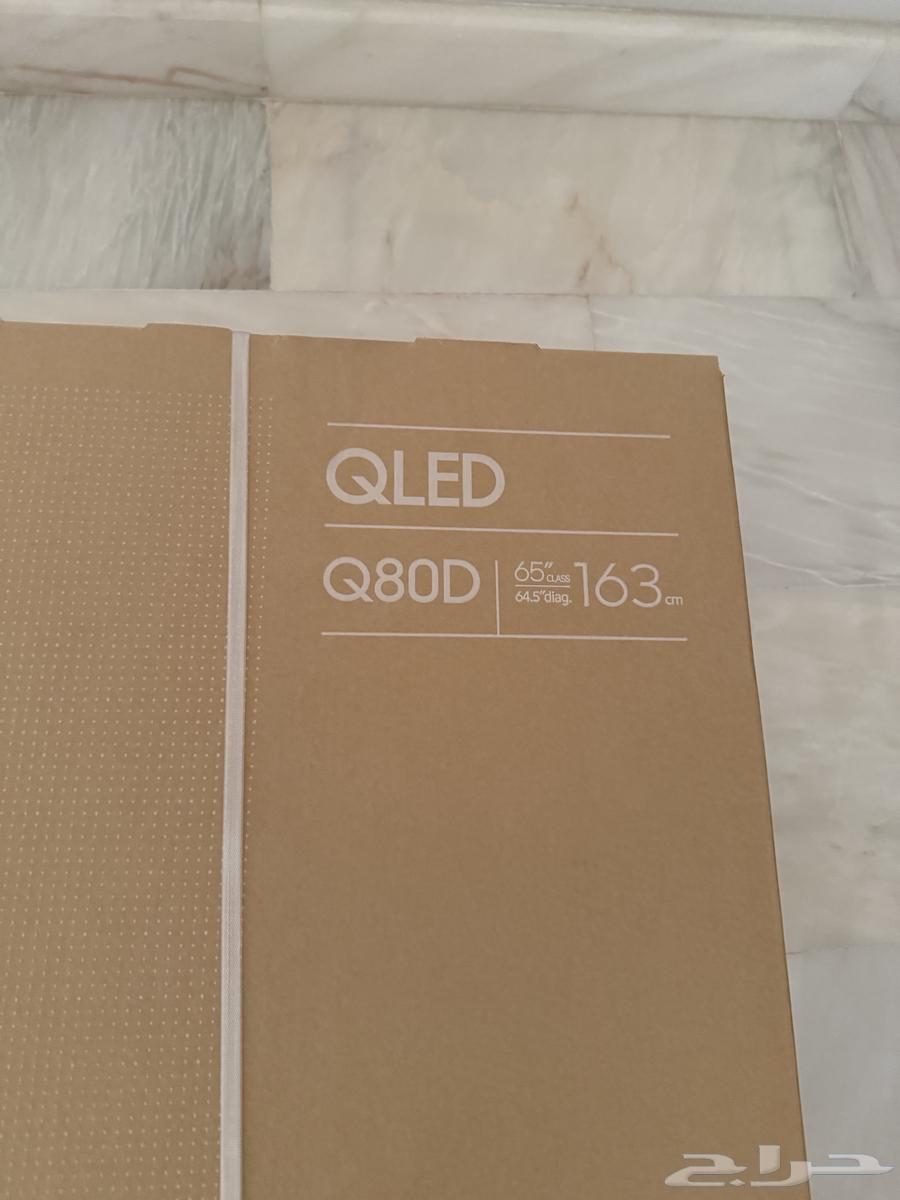 QLED
Q80D
65" CLASS
64.5"diag.
163 cm
حراج